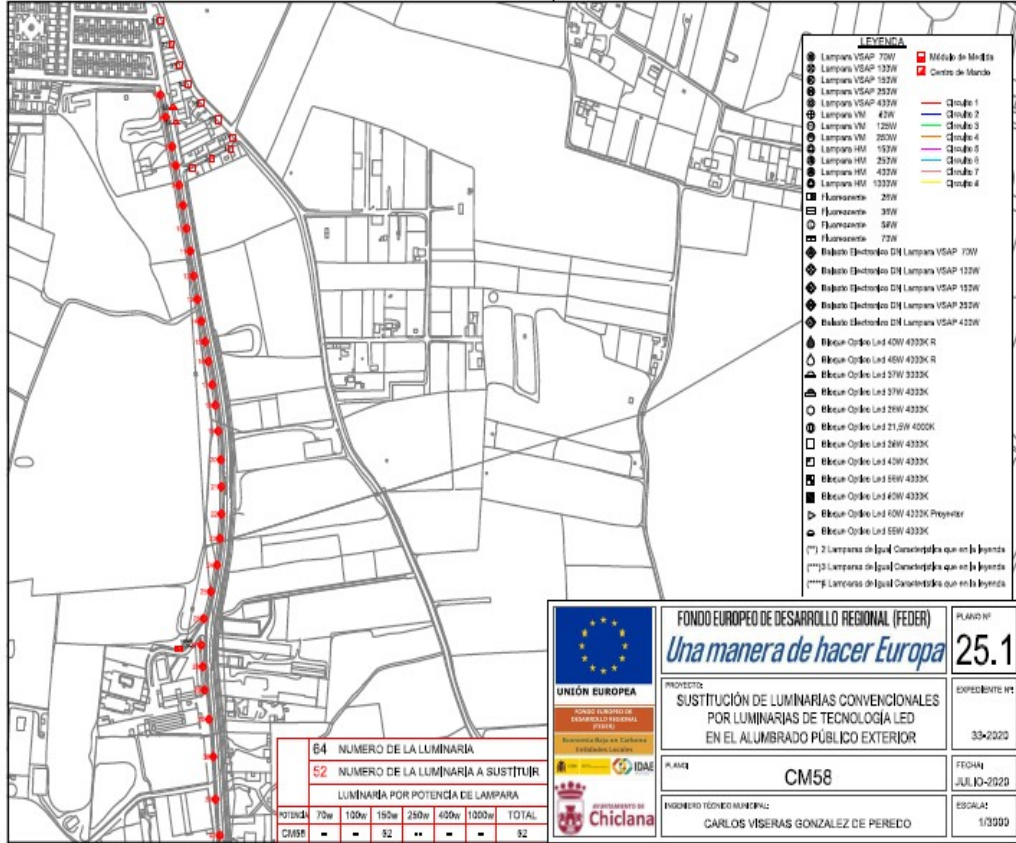 LEYENDA
Lampara VSAP 70W
Lampara VSAP 100W
Lampara VSAP 150W
Lampara VSAP 250W
Lampara VSAP 400W
Lampara VM
Lampara VM 125W
Lampara VM 250W
Lampara HM 150W
Lampara HM 250W
Lampara HM 400W
Lampara HM 1000W
Fluorescente
Fluorescente 36W
Fluorescente 58W
Fluorescente
Módulo de Medida
Centro de Mando
Circuito 1
Circuito 2
Circuito 3
Circuito 4
Circuito 5
Circuito 6
Circuito 7
Circuito
Balasto Electronico DN Lampara VSAP 70W
Balasto Electronico DN Lampara VSAP 100W
Balasto Electronico DN Lampara VSAP 150W
Balasto Electronico DN Lampara VSAP 250W
Balasto Electronico DN Lampara VSAP 400W
Bloque Optico Led 40W 4000K R
Bloque Optico Led R
Bloque Optico Led 37W 3000K
Bloque Optico Led 37W 4000K
Bloque Optico Led 4000K
Bloque Optico Led 21,5W 4000K
Bloque Optico Led 4000K
Bloque Optico Led 40W 4000K
Bloque Optico Led 4000K
Bloque Optico Led 4000K
Bloque Optico Led Proyector
Bloque Optico Led 4000K
(**) 2 Lamparas de Igual Caracteristica que en la leyenda
(***)3 Lamparas de Igual Caracteristica que en la leyenda
Lamparas de Igual Caracteristica que en la leyenda
64 NUMERO DE LA LUMINARIA
52 NUMERO DE LA LUMINARIA A SUSTITUIR
LUMINARIA POR POTENCIA DE LAMPARA
POTENCIA 70w 100w 150w 250w 400w 1000w TOTAL
CM58 - - 52 -- - - 52
UNIÓN EUROPEA
FONDO EUROPEO DE
DESARROLLO REGIONAL
(FEDER)
Economía Baja en Carbono
Entidades Locales
IDAE
AYUNTAMIENTO DE
Chiclana
FONDO EUROPEO DE DESARROLLO REGIONAL (FEDER)
Una manera de hacer Europa
PLANO Nº
25.1
PROYECTO:
SUSTITUCIÓN DE LUMINARIAS CONVENCIONALES
POR LUMINARIAS DE TECNOLOGÍA LED
EN EL ALUMBRADO PÚBLICO EXTERIOR
EXPEDIENTE Nº:
33-2020
PLANO:
CM58
FECHA:
JULIO-2020
INGENIERO TÉCNICO MUNICIPAL:
CARLOS VISERAS GONZALEZ DE PEREDO
ESCALA:
1/3000